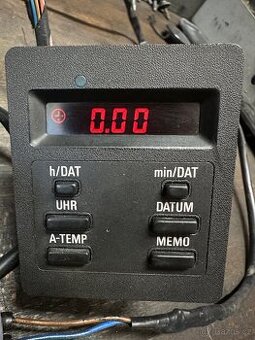 0.00
h/DAT min/DAT
UHR DATUM
A-TEMP MEMO